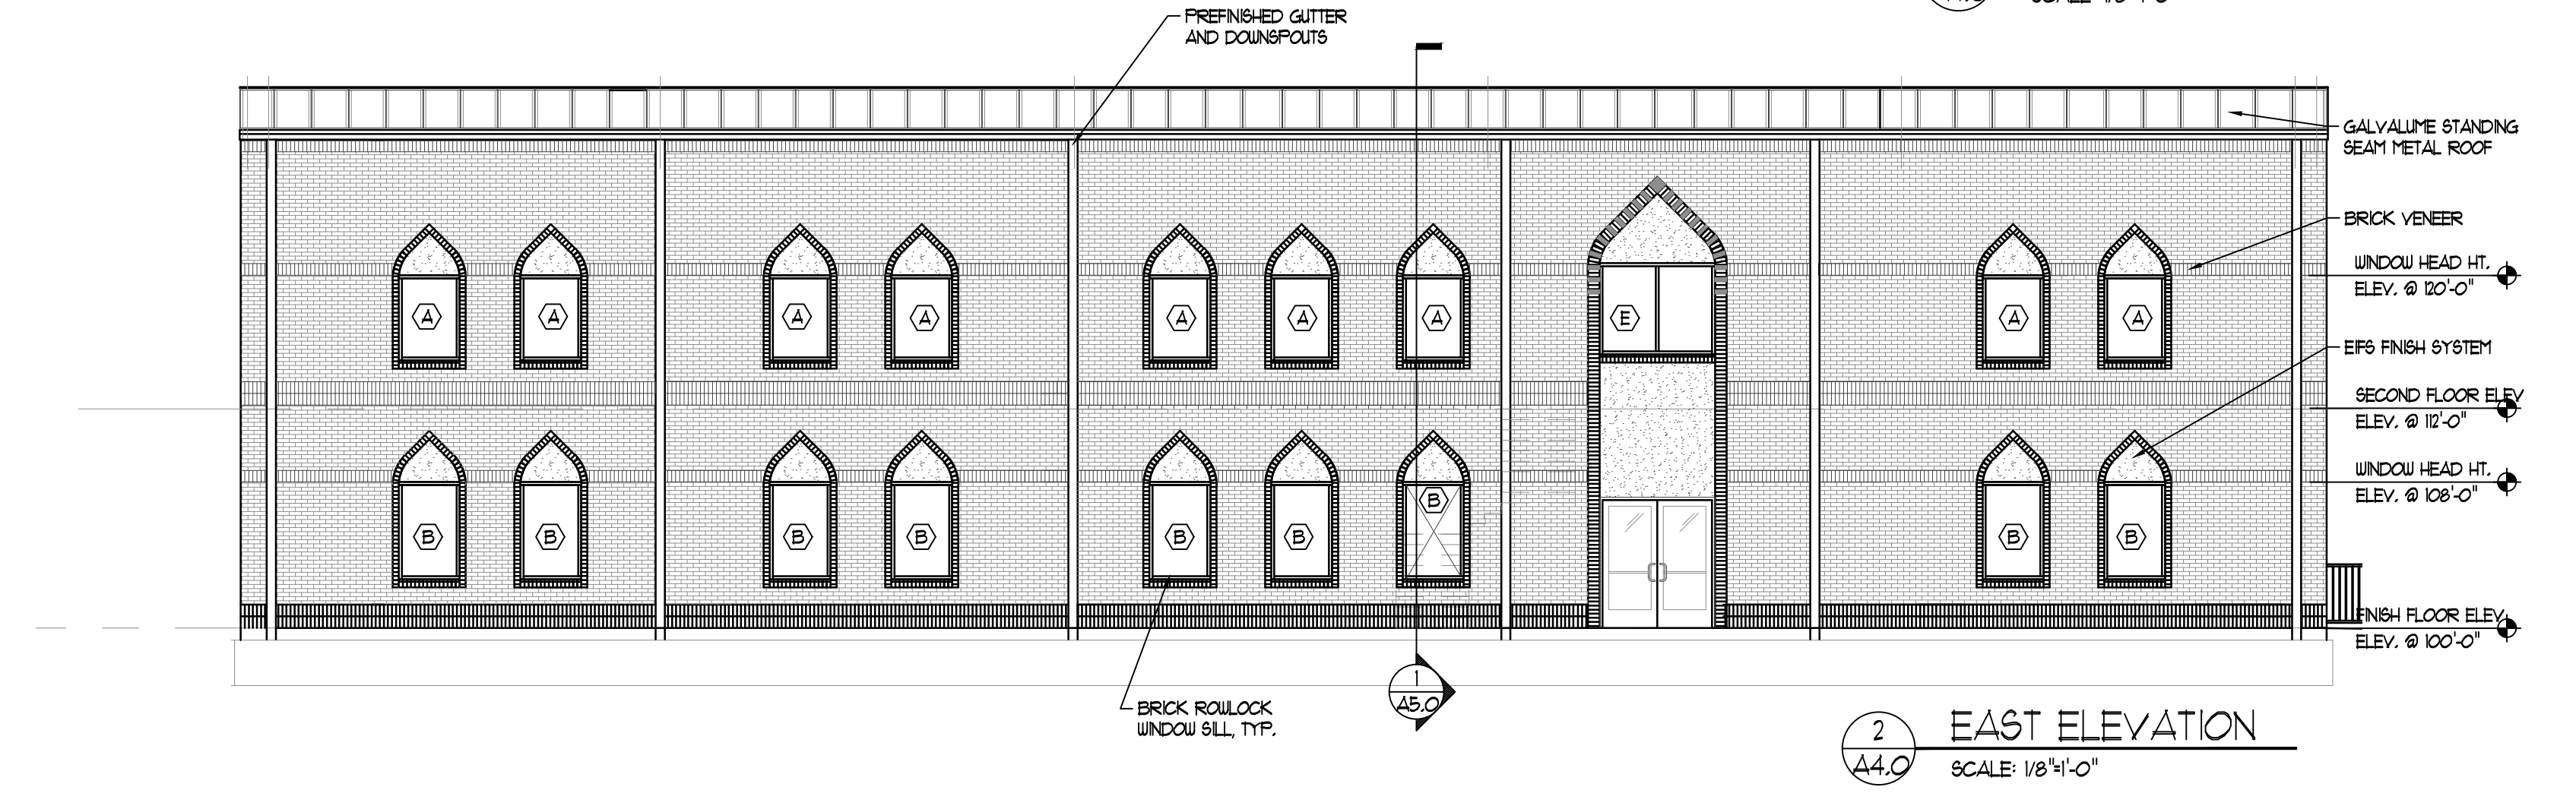 PREFINISHED GUTTER
AND DOWNSPOUTS
GALVALUME STANDING
SEAM METAL ROOF
BRICK VENEER
WINDOW HEAD HT.
ELEV. @ 120'-0"
A A A A A A A E A A
EIFS FINISH SYSTEM
SECOND FLOOR ELEV
ELEV. @ 112'-0"
WINDOW HEAD HT.
ELEV. @ 108'-0"
B
B B B B B B B B
FINISH FLOOR ELEV.
ELEV. @ 100'-0"
1
A5.0
BRICK ROWLOCK
WINDOW SILL, TYP.
2
A4.0
EAST ELEVATION
SCALE: 1/8"=1'-0"